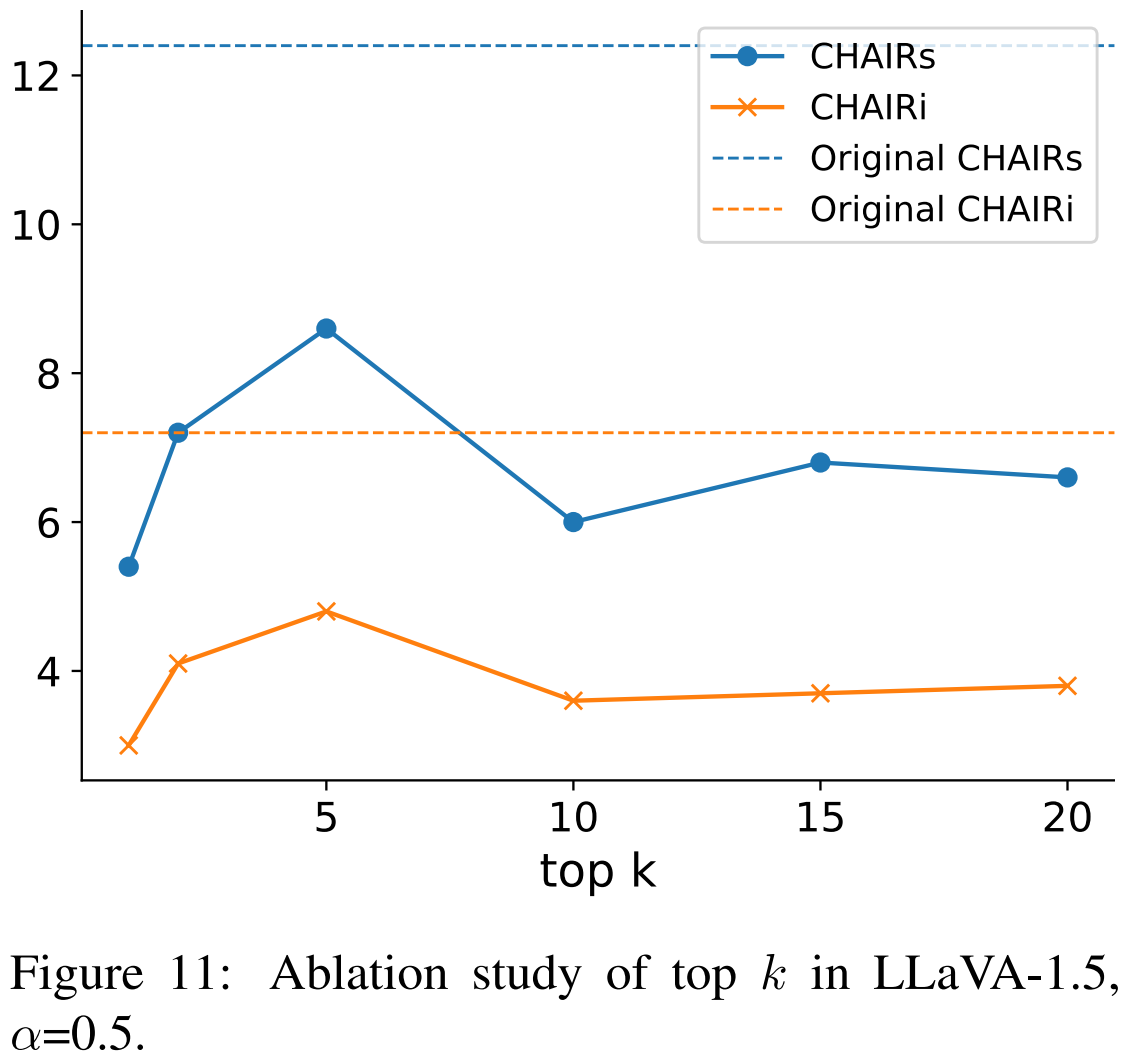 12
10
8
6
4
CHAIRs
CHAIRi
Original CHAIRs
Original CHAIRi
5 10 15 20
top k
Figure 11: Ablation study of top k in LLaVA-1.5,
α=0.5.